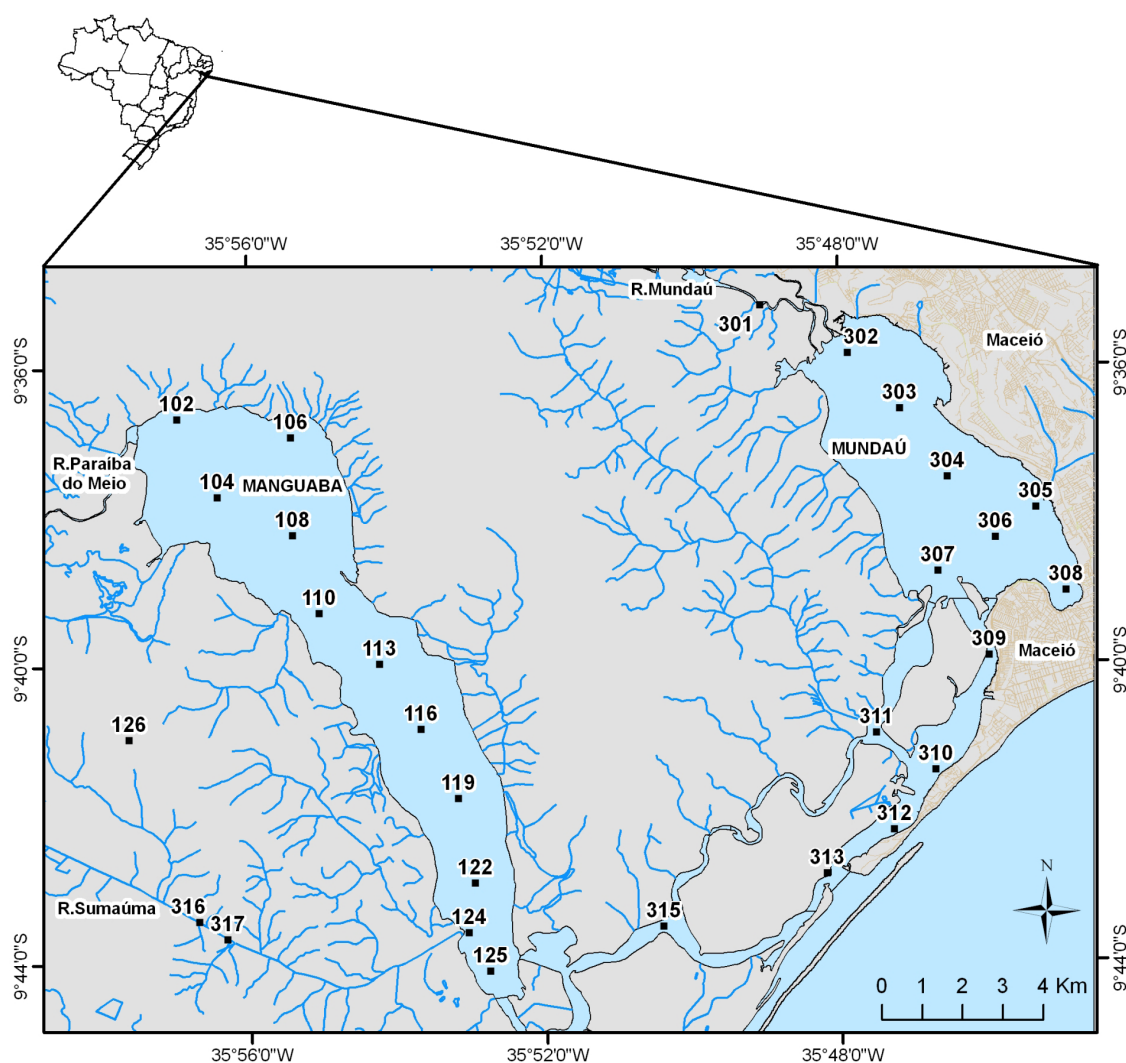 35°56'0"W
35°52'0"W
35°48'0"W
R.Mundaú
301
302
Maceió
9°36'0"S
9°36'0"S
303
102
106
MUNDAÚ
R.Paraíba
do Meio
104
MANGUABA
304
305
108
306
307
308
110
309
Maceió
113
9°40'0"S
9°40'0"S
126
116
311
310
119
312
313
122
R.Sumaúma
316
317
124
315
N
125
9°44'0"S
9°44'0"S
0 1 2 3 4 Km
35°56'0"W
35°52'0"W
35°48'0"W